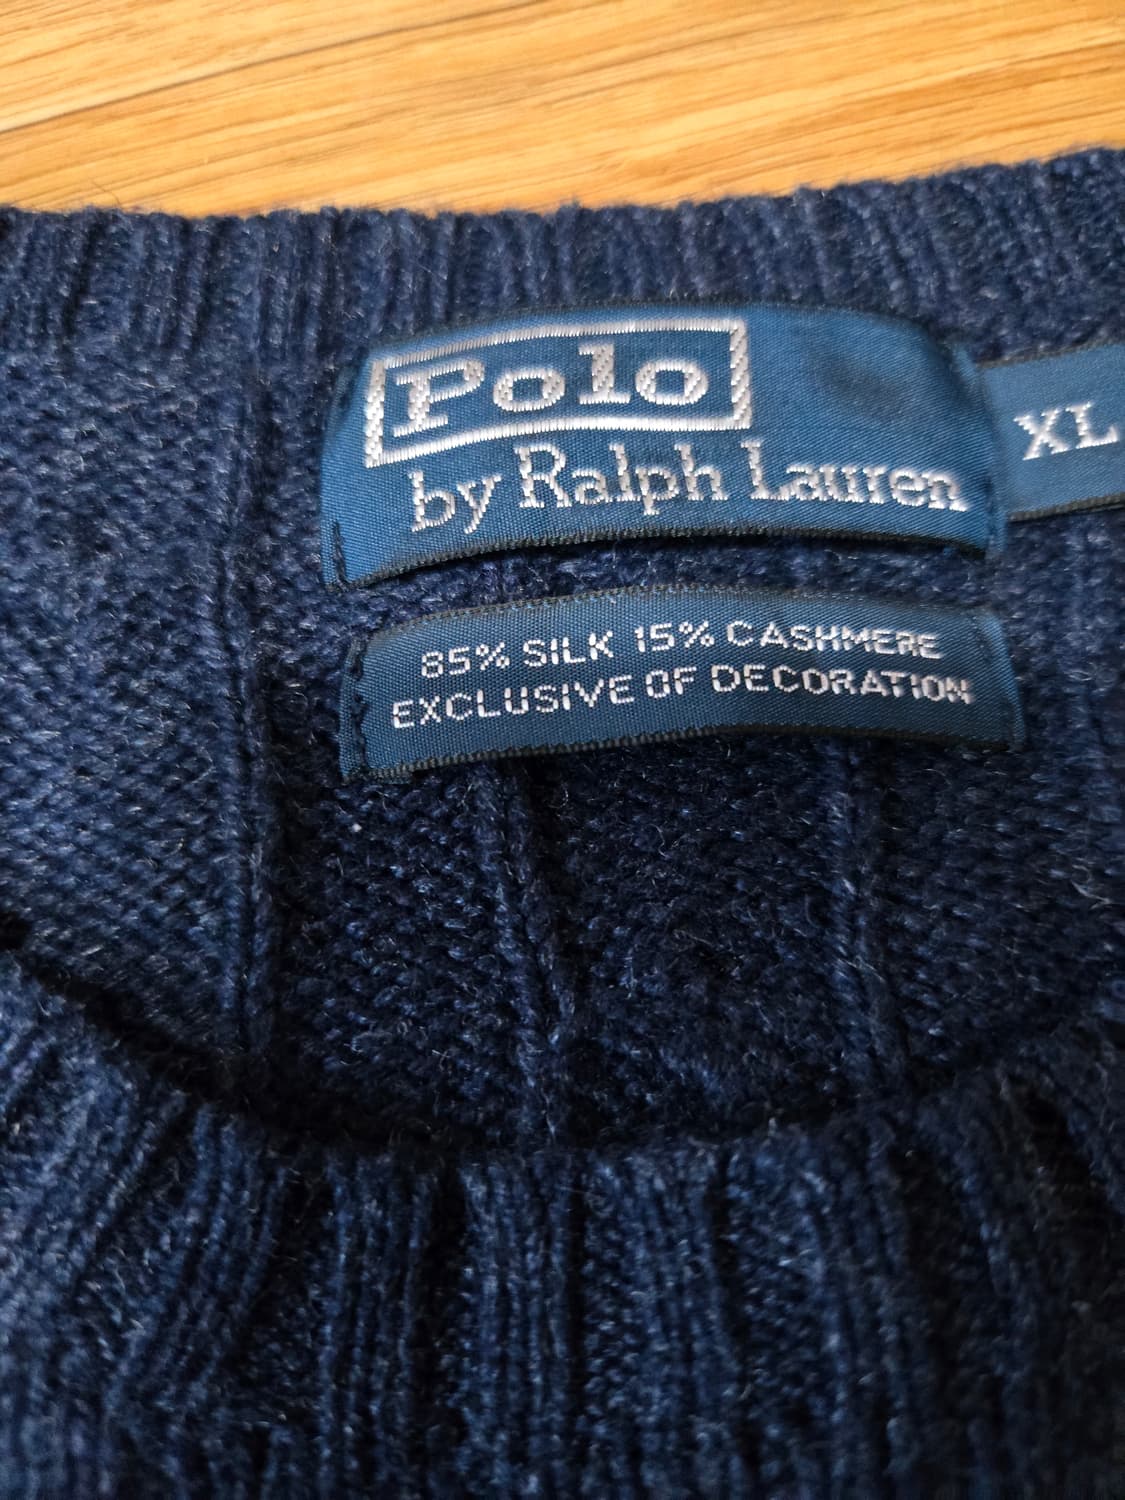 Polo
by Ralph Lauren
XL
85% SILK 15% CASHMERE
EXCLUSIVE OF DECORATION